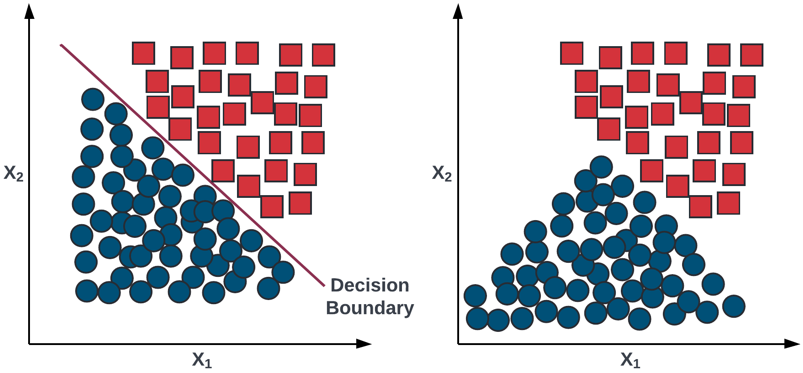 X₂
X₂
Decision
Boundary
X₁
X₁